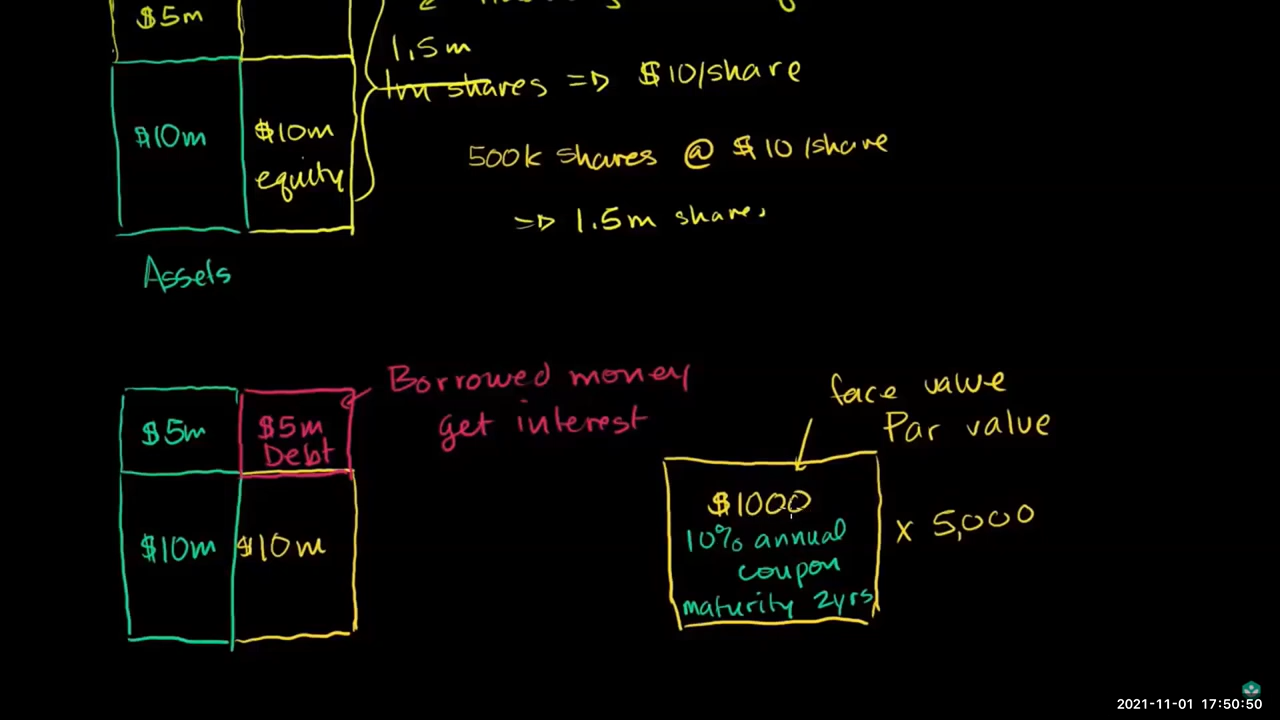 $5m
1.5m
1m shares => $10/share
$10m
$10m
equity
500k shares @ $10/share
=> 1.5m shares
Assets
Borrowed money
get interest
$5m
$5m
Debt
$10m
$10m
face value
Par value
$1000
10% annual
coupon
maturity 2yrs
x 5,000
2021-11-01 17:50:50